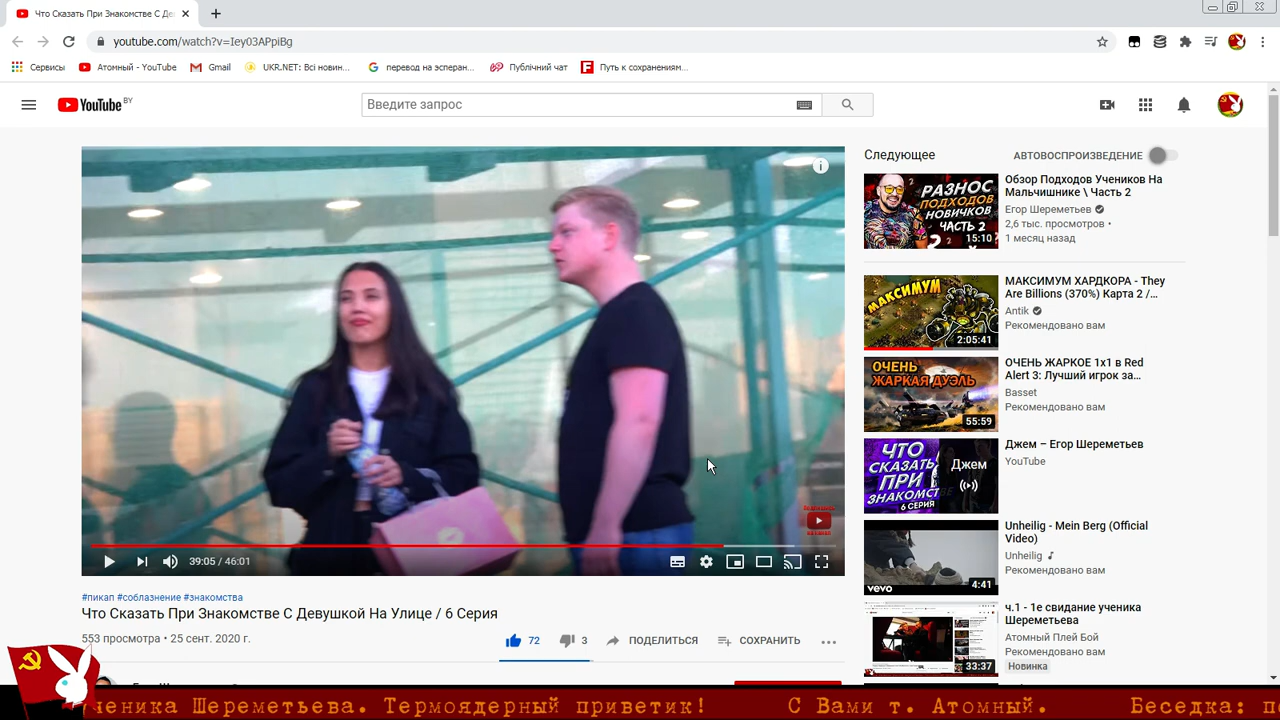 Что Сказать При Знакомстве С Де
youtube.com/watch?v=Iey03APpiBg
Сервисы
Атомный - YouTube
Gmail
UKR.NET: Всі новин...
перевод на эсперан...
Публічний чат
Путь к сохранениям...
YouTube BY
Введите запрос
39:05 / 46:01
#пикап #соблазнение #знакомства
Что Сказать При Знакомстве С Девушкой На Улице / 6 Серия
553 просмотра • 25 сент. 2020 г.
72
3
ПОДЕЛИТЬСЯ
СОХРАНИТЬ
Следующее
АВТОВОСПРОИЗВЕДЕНИЕ
РАЗНОС
ПОДХОДОВ
НОВИЧКОВ
ЧАСТЬ 2
15:10
Обзор Подходов Учеников На
Мальчишнике \ Часть 2
Егор Шереметьев
2,6 тыс. просмотров •
1 месяц назад
МАКСИМУМ
2:05:41
МАКСИМУМ ХАРДКОРА - They
Are Billions (370%) Карта 2 /...
Antik
Рекомендовано вам
ОЧЕНЬ
ЖАРКАЯ ДУЭЛЬ
55:59
ОЧЕНЬ ЖАРКОЕ 1x1 в Red
Alert 3: Лучший игрок за...
Basset
Рекомендовано вам
ЧТО
СКАЗАТЬ
ПРИ
ЗНАКОМСТ
6 СЕРИЯ
Джем
Джем – Егор Шереметьев
YouTube
vevo
4:41
Unheilig - Mein Berg (Official
Video)
Unheilig
Рекомендовано вам
33:37
ч.1 - 1е свидание ученика
Шереметьева
Атомный Плей Бой
Рекомендовано вам
Новинка
ченика Шереметьева. Термоядерный приветик! С Вами т. Атомный. Беседка: п